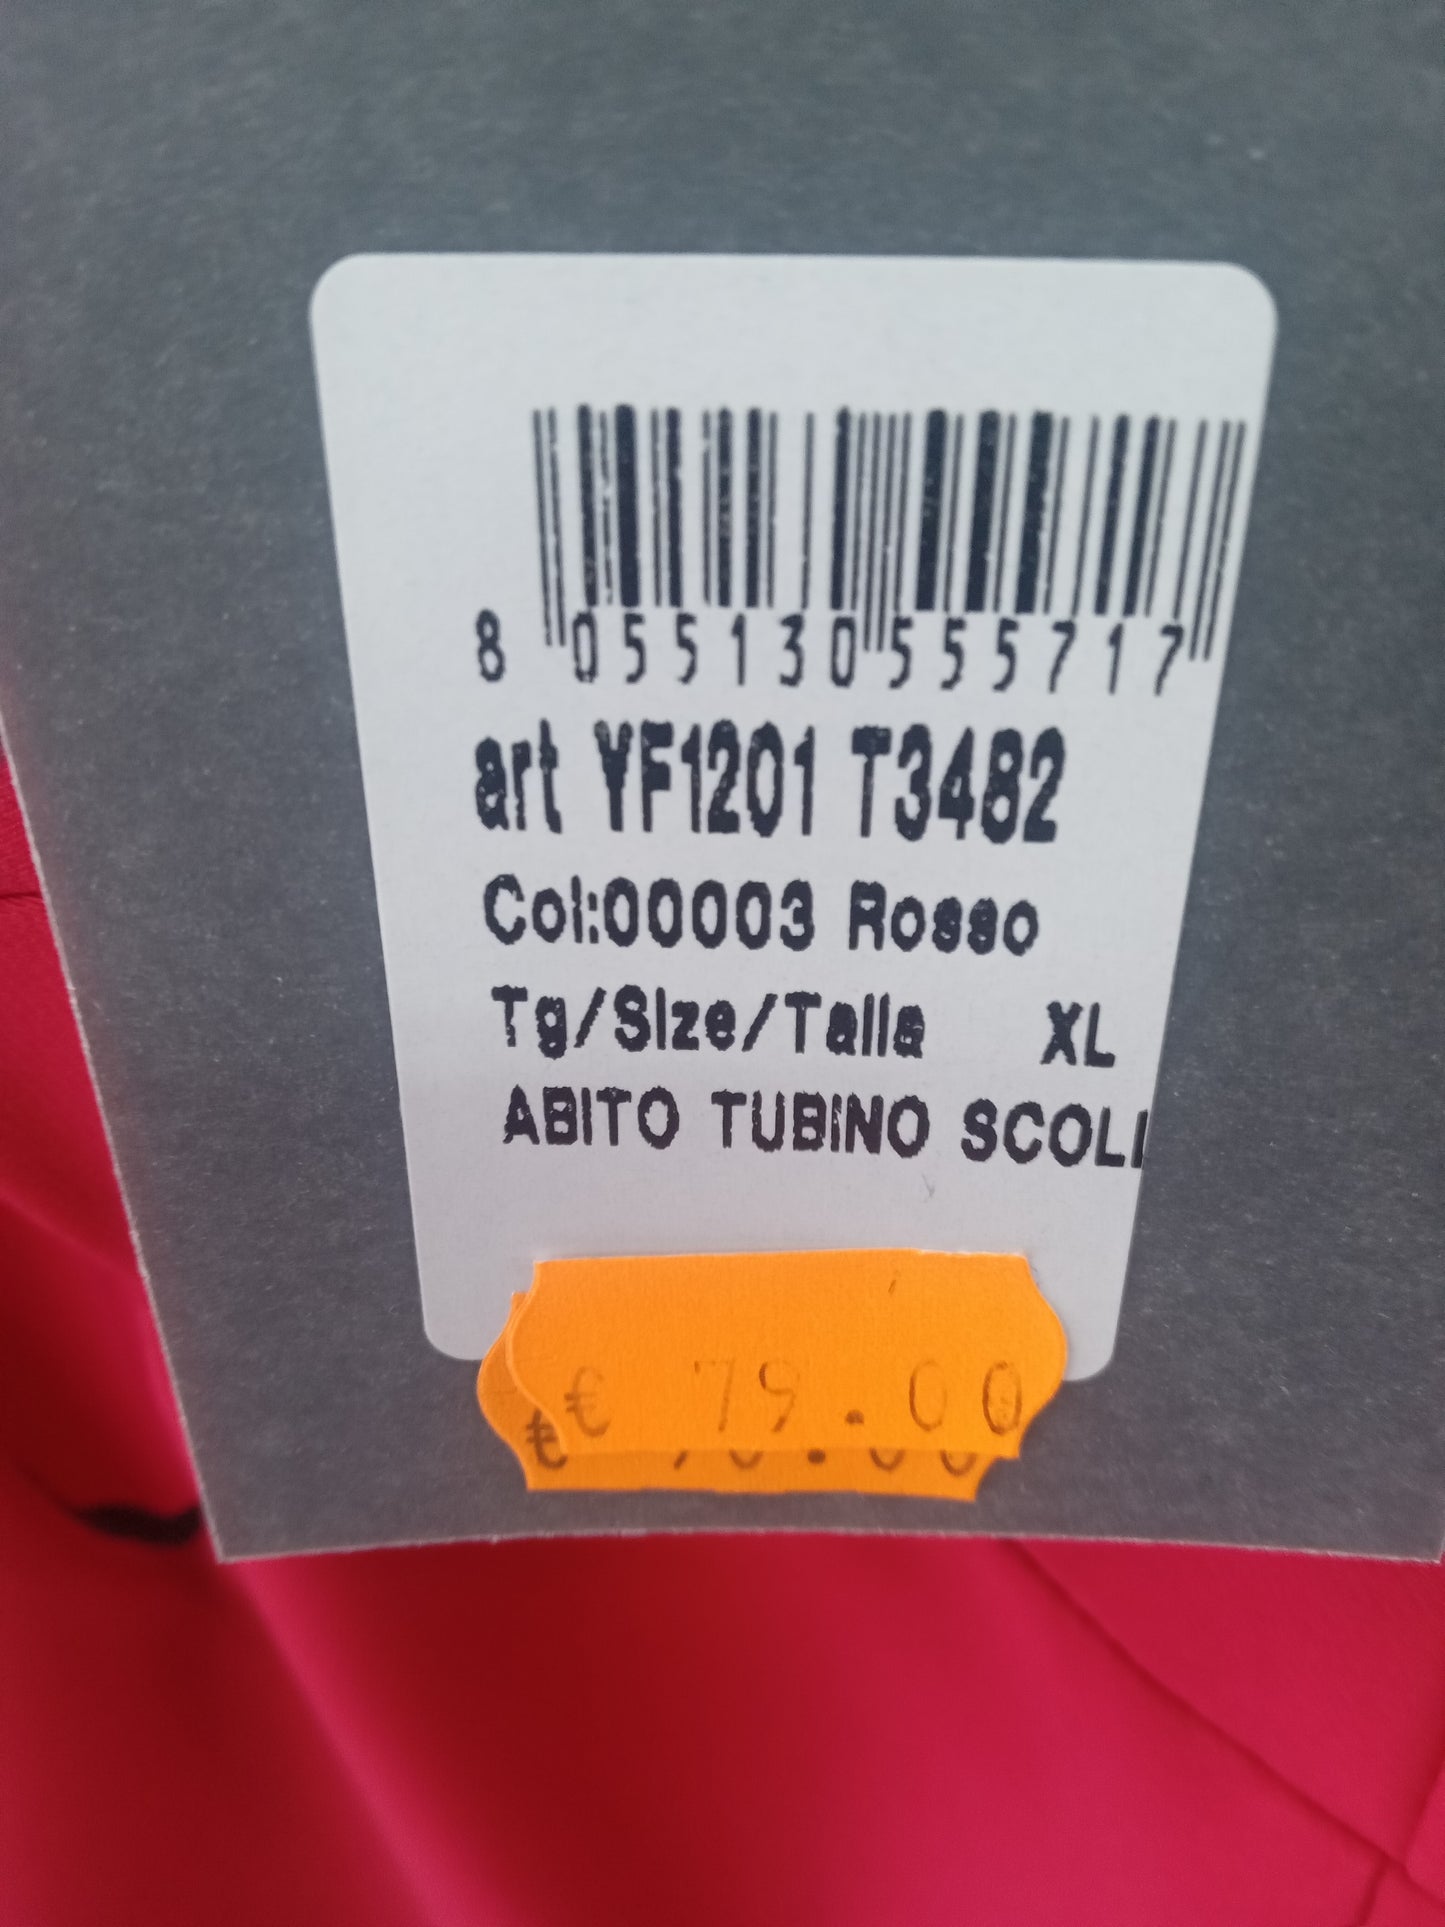 8 055130 555717
art YF1201 T3482
Col:00003 Rosso
Tg/Size/Talla XL
ABITO TUBINO SCOLL
€ 79.00
€